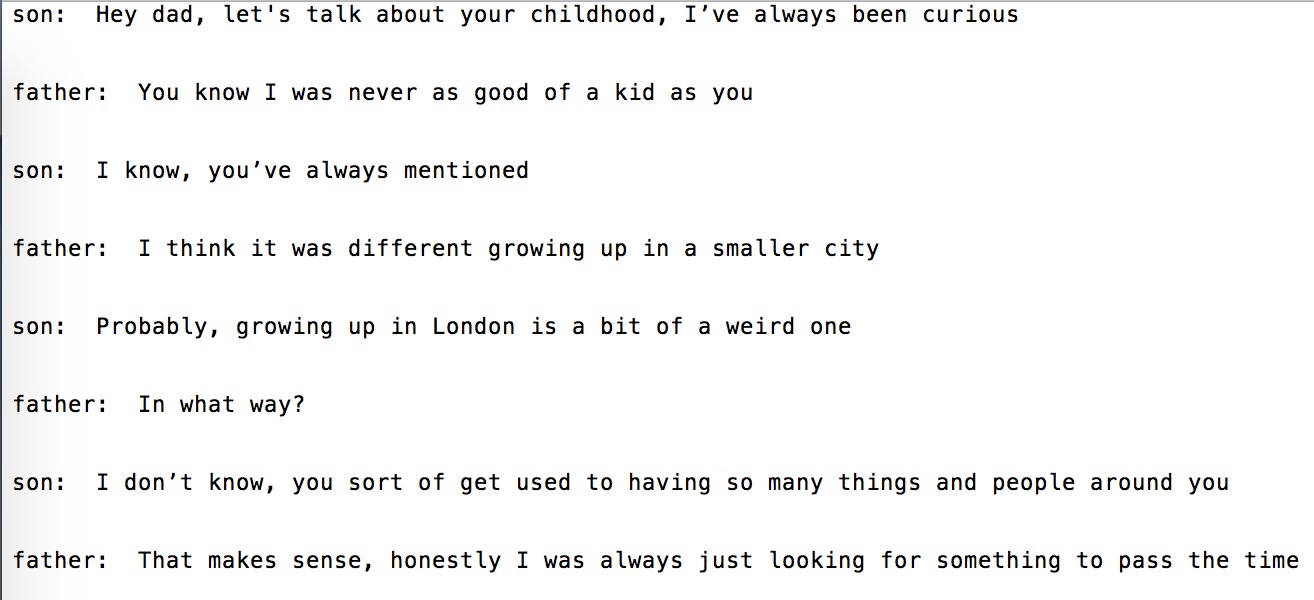 son:  Hey dad, let's talk about your childhood, I’ve always been curious
father:  You know I was never as good of a kid as you
son:  I know, you’ve always mentioned
father:  I think it was different growing up in a smaller city
son:  Probably, growing up in London is a bit of a weird one
father:  In what way?
son:  I don’t know, you sort of get used to having so many things and people around you
father:  That makes sense, honestly I was always just looking for something to pass the time